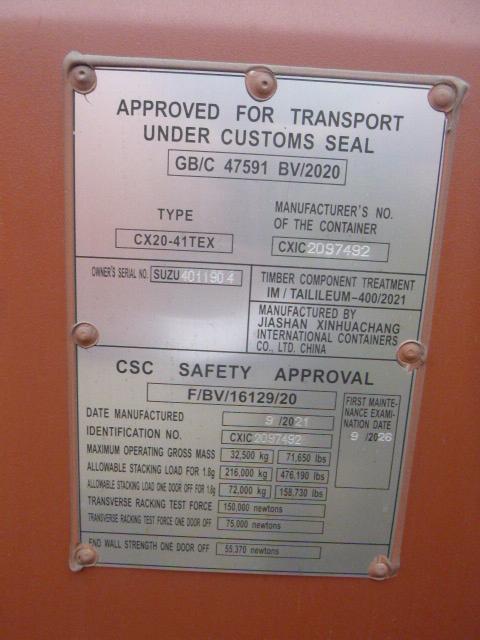 APPROVED FOR TRANSPORT
UNDER CUSTOMS SEAL
GB/C 47591 BV/2020
TYPE
CX20-41TEX
MANUFACTURER'S NO.
OF THE CONTAINER
CXIC 2097492
OWNER'S SERIAL NO. SUZU 401190 4
TIMBER COMPONENT TREATMENT
IM / TAILILEUM-400/2021
MANUFACTURED BY
JIASHAN XINHUACHANG
INTERNATIONAL CONTAINERS
CO., LTD. CHINA
CSC SAFETY APPROVAL
F/BV/16129/20
DATE MANUFACTURED 9 /2021
IDENTIFICATION NO. CXIC 2097492
MAXIMUM OPERATING GROSS MASS 32,500 kg 71,650 lbs
ALLOWABLE STACKING LOAD FOR 1.8g 216,000 kg 476,190 lbs
ALLOWABLE STACKING LOAD ONE DOOR OFF FOR 1.8g 72,000 kg 158,730 lbs
TRANSVERSE RACKING TEST FORCE 150,000 newtons
TRANSVERSE RACKING TEST FORCE ONE DOOR OFF 75,000 newtons
END WALL STRENGTH ONE DOOR OFF 55,370 newtons
FIRST MAINTE-
NANCE EXAMI-
NATION DATE
9 /2026